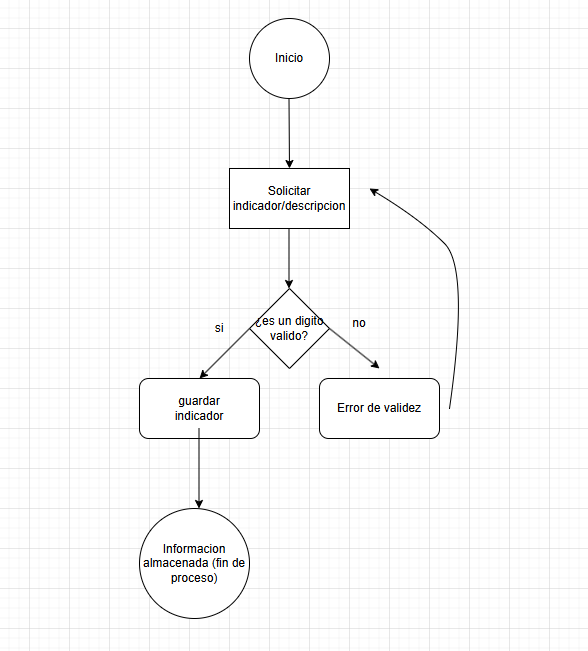 Inicio
Solicitar
indicador/descripcion
¿es un digito
valido?
si
no
guardar
indicador
Error de validez
Informacion
almacenada (fin de
proceso)